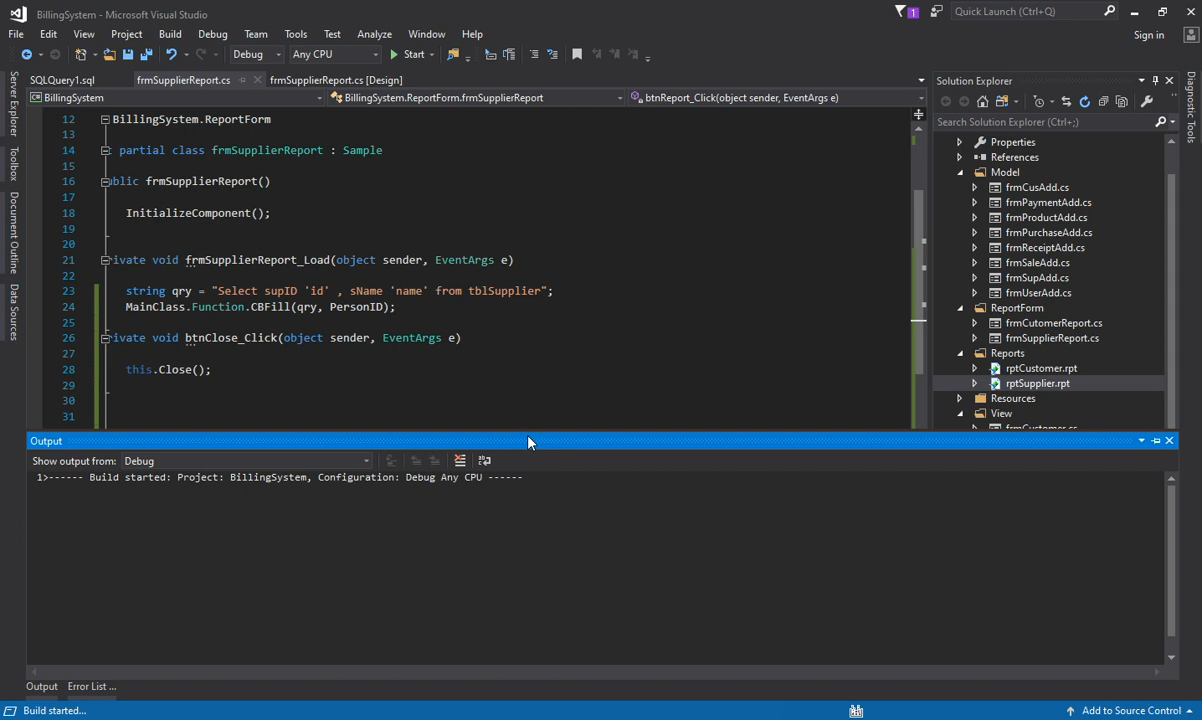 BillingSystem - Microsoft Visual Studio
1
Quick Launch (Ctrl+Q)
File Edit View Project Build Debug Team Tools Test Analyze Window Help
Sign in
Debug Any CPU Start
SQLQuery1.sql frmSupplierReport.cs frmSupplierReport.cs [Design]
BillingSystem BillingSystem.ReportForm.frmSupplierReport btnReport_Click(object sender, EventArgs e)
Server Explorer
Toolbox
Document Outline
Data Sources
12 BillingSystem.ReportForm
13
14 partial class frmSupplierReport : Sample
15
16 blic frmSupplierReport()
17
18 InitializeComponent();
19
20
21 ivate void frmSupplierReport_Load(object sender, EventArgs e)
22
23 string qry = "Select supID 'id' , sName 'name' from tblSupplier";
24 MainClass.Function.CBFill(qry, PersonID);
25
26 ivate void btnClose_Click(object sender, EventArgs e)
27
28 this.Close();
29
30
31
Solution Explorer
Search Solution Explorer (Ctrl+;)
Properties
References
Model
frmCusAdd.cs
frmPaymentAdd.cs
frmProductAdd.cs
frmPurchaseAdd.cs
frmReceiptAdd.cs
frmSaleAdd.cs
frmSupAdd.cs
frmUserAdd.cs
ReportForm
frmCutomerReport.cs
frmSupplierReport.cs
Reports
rptCustomer.rpt
rptSupplier.rpt
Resources
View
frmCustomer.cs
Diagnostic Tools
Output
Show output from: Debug
1>------ Build started: Project: BillingSystem, Configuration: Debug Any CPU ------
Output Error List ...
Build started...
Add to Source Control